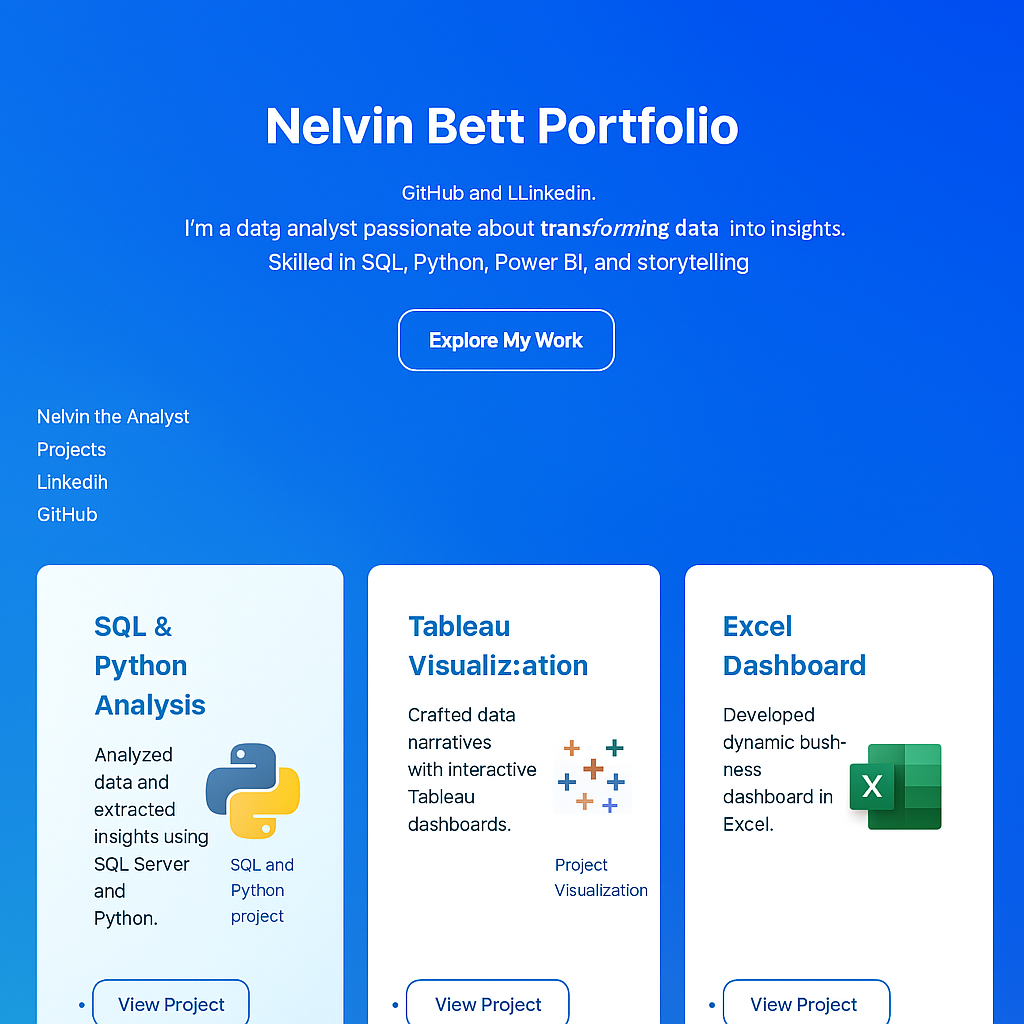 Nelvin Bett Portfolio
GitHub and LLinkedin.
I'm a data analyst passionate about transforming data into insights.
Skilled in SQL, Python, Power BI, and storytelling
Explore My Work
Nelvin the Analyst
Projects
Linkedih
GitHub
SQL &
Python
Analysis
Analyzed
data and
extracted
insights using
SQL Server
and
Python.
SQL and
Python
project
• View Project
Tableau
Visualiz:ation
Crafted data
narratives
with interactive
Tableau
dashboards.
Project
Visualization
• View Project
Excel
Dashboard
Developed
dynamic bush-
ness
dashboard in
Excel.
X
• View Project